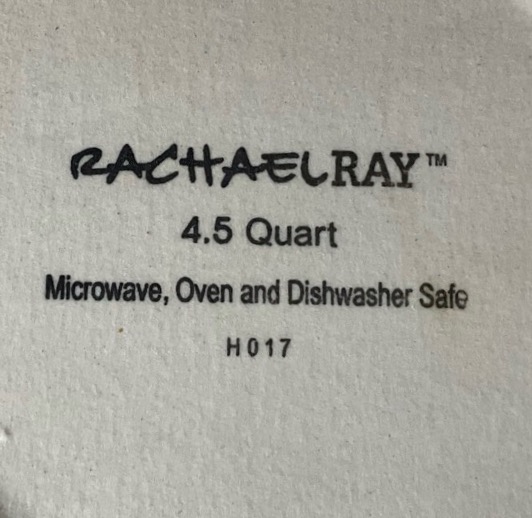 RACHAELRAY™
4.5 Quart
Microwave, Oven and Dishwasher Safe
H017